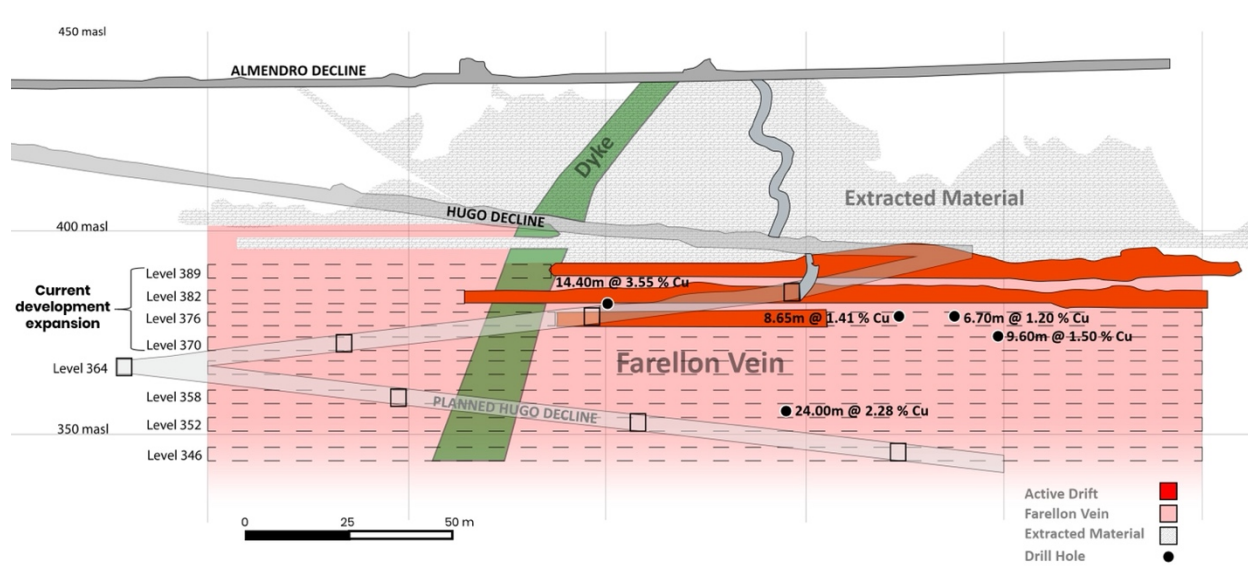 450 masl
ALMENDRO DECLINE
Dyke
Extracted Material
HUGO DECLINE
400 masl
Level 389
14.40m @ 3.55 % Cu
Current
development
expansion
Level 382
Level 376
8.65m @ 1.41 % Cu
6.70m @ 1.20 % Cu
9.60m @ 1.50 % Cu
Level 370
Farellon Vein
Level 364
Level 358
PLANNED HUGO DECLINE
24.00m @ 2.28 % Cu
Level 352
350 masl
Level 346
Active Drift
Farellon Vein
Extracted Material
Drill Hole
0 25 50 m